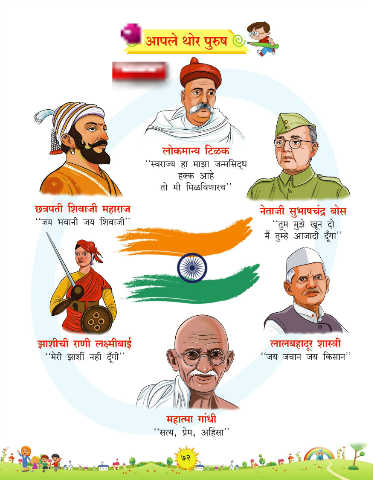 आपले थोर पुरुष
लोकमान्य टिळक
"स्वराज्य हा माझा जन्मसिद्ध
हक्क आहे
तो मी मिळविणारच"
छत्रपती शिवाजी महाराज
"जय भवानी जय शिवाजी"
नेताजी सुभाषचंद्र बोस
"तुम मुझे खून दो
मैं तुम्हे आजादी दूँगा"
झाशीची राणी लक्ष्मीबाई
"मेरी झाशीं नही दूँगी"
लालबहादूर शास्त्री
"जय जवान जय किसान"
महात्मा गांधी
"सत्य, प्रेम, अहिंसा"
७२